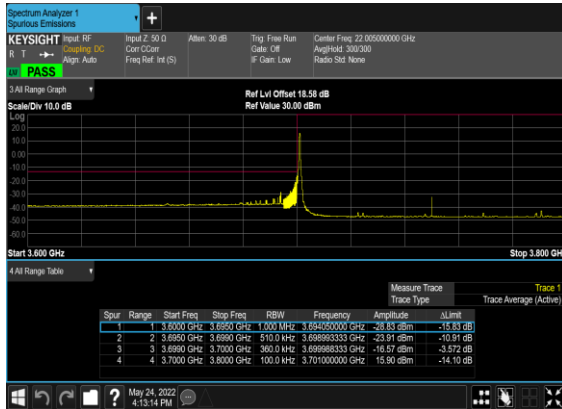 Spectrum Analyzer 1
Spurious Emissions
+
KEYSIGHT Input: RF Input Z: 50 Ω Atten: 30 dB Trig: Free Run Center Freq: 22.005000000 GHz
R T Coupling: DC Corr CCorr Gate: Off Avg|Hold: 300/300
Align: Auto Freq Ref: Int (S) IF Gain: Low Radio Std: None
PASS
3 All Range Graph
Ref Lvl Offset 18.58 dB
Scale/Div 10.0 dB Ref Value 30.00 dBm
Log
20.0
10.0
0.00
-10.0
-20.0
-30.0
-40.0
-50.0
-60.0
Start 3.600 GHz Stop 3.800 GH
4 All Range Table
Measure Trace Trace 1
Trace Type Trace Average (Active)
Spur Range Start Freq Stop Freq RBW Frequency Amplitude ΔLimit
1 1 3.6000 GHz 3.6950 GHz 1.000 MHz 3.694050000 GHz -28.83 dBm -15.83 dB
2 2 3.6950 GHz 3.6990 GHz 510.0 kHz 3.698993333 GHz -23.91 dBm -10.91 dB
3 3 3.6990 GHz 3.7000 GHz 360.0 kHz 3.699988333 GHz -16.57 dBm -3.572 dB
4 4 3.7000 GHz 3.8000 GHz 100.0 kHz 3.701000000 GHz 15.90 dBm -14.10 dB
? May 24, 2022
4:13:14 PM